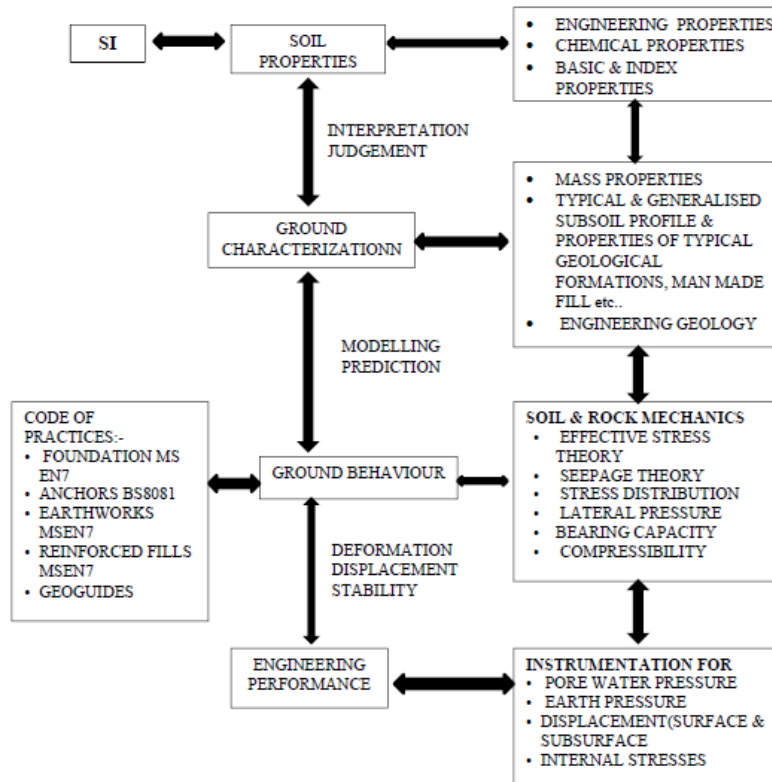 SI
SOIL
PROPERTIES
• ENGINEERING PROPERTIES
• CHEMICAL PROPERTIES
• BASIC & INDEX
PROPERTIES
INTERPRETATION
JUDGEMENT
GROUND
CHARACTERIZATIONN
• MASS PROPERTIES
• TYPICAL & GENERALISED
SUBSOIL PROFILE &
PROPERTIES OF TYPICAL
GEOLOGICAL
FORMATIONS, MAN MADE
FILL etc..
• ENGINEERING GEOLOGY
MODELLING
PREDICTION
CODE OF
PRACTICES:-
• FOUNDATION MS
EN7
• ANCHORS BS8081
• EARTHWORKS
MSEN7
• REINFORCED FILLS
MSEN7
• GEOGUIDES
GROUND BEHAVIOUR
SOIL & ROCK MECHANICS
• EFFECTIVE STRESS
THEORY
• SEEPAGE THEORY
• STRESS DISTRIBUTION
• LATERAL PRESSURE
• BEARING CAPACITY
• COMPRESSIBILITY
DEFORMATION
DISPLACEMENT
STABILITY
ENGINEERING
PERFORMANCE
INSTRUMENTATION FOR
• PORE WATER PRESSURE
• EARTH PRESSURE
• DISPLACEMENT(SURFACE &
• SUBSURFACE
• INTERNAL STRESSES